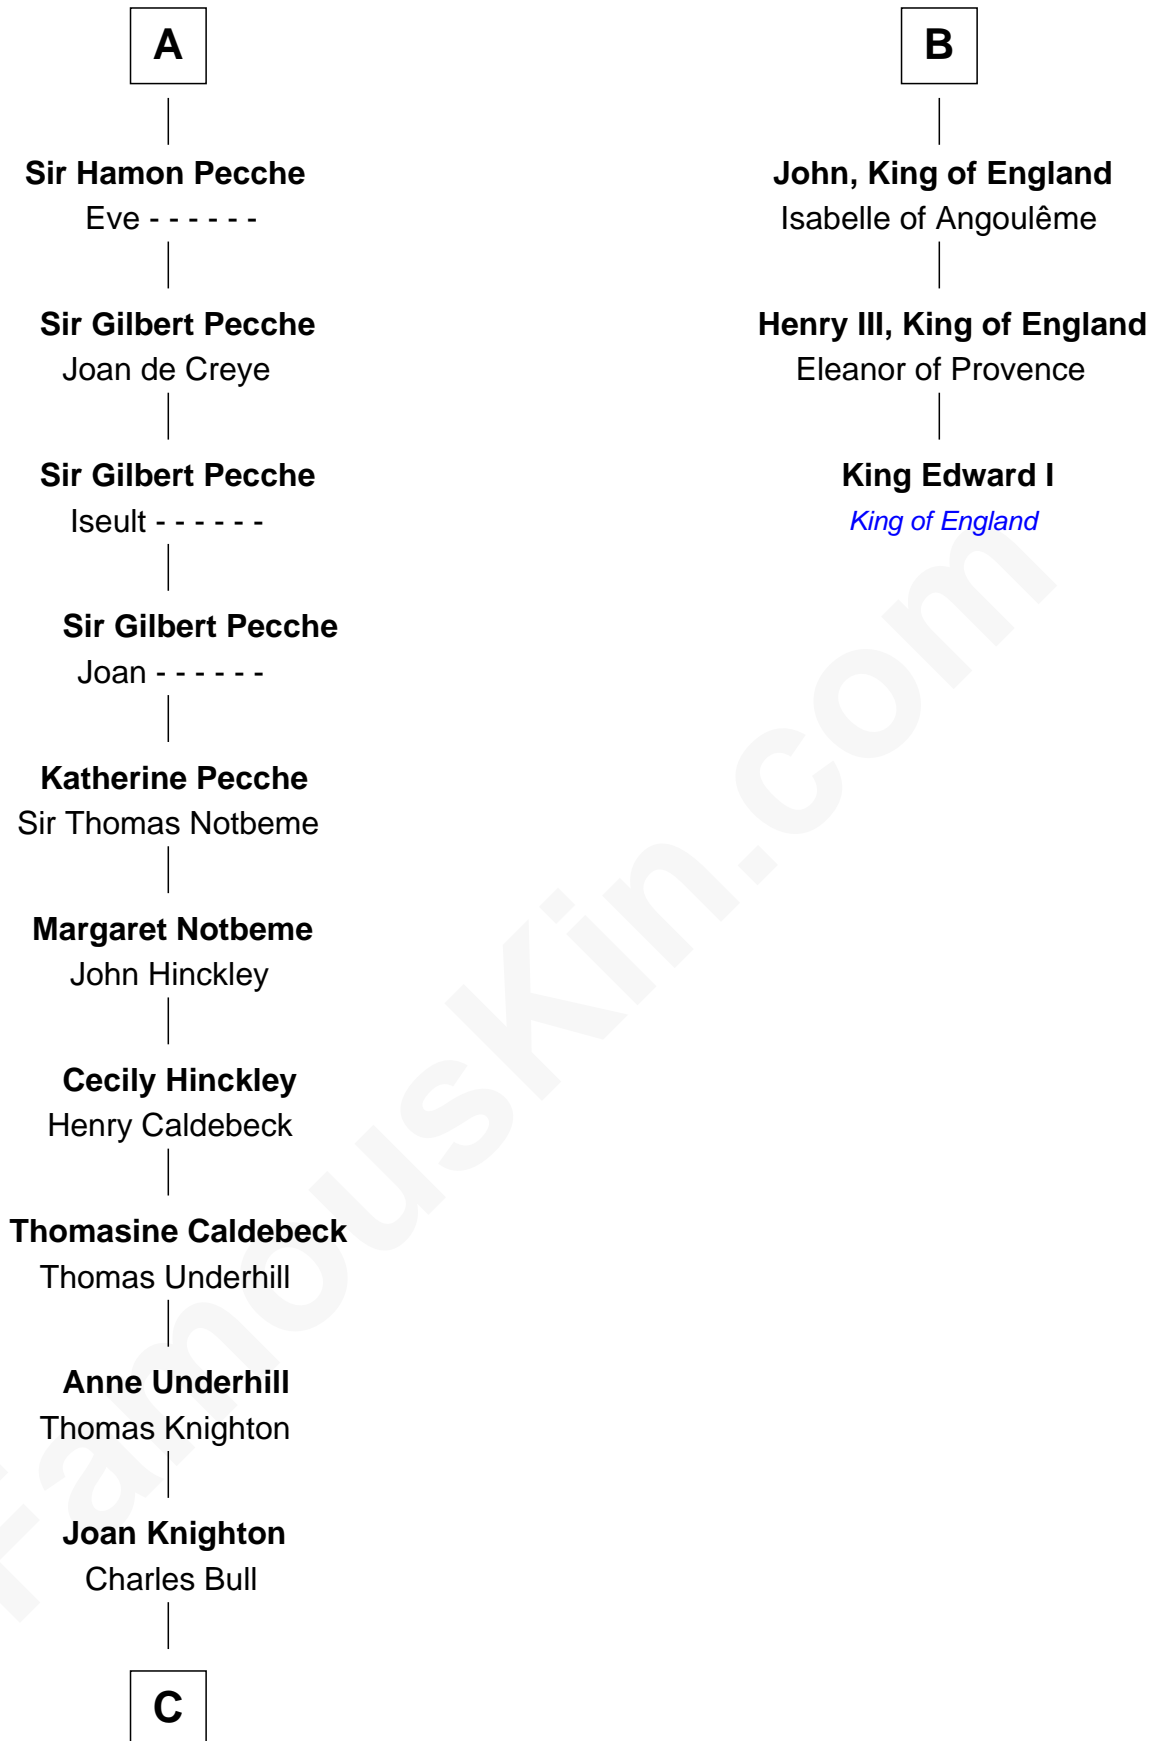 A
Sir Hamon Pecche
Eve - - - - - -
Sir Gilbert Pecche
Joan de Creye
Sir Gilbert Pecche
Iseult - - - - - -
Sir Gilbert Pecche
Joan - - - - - -
Katherine Pecche
Sir Thomas Notbeme
Margaret Notbeme
John Hinckley
Cecily Hinckley
Henry Caldebeck
Thomasine Caldebeck
Thomas Underhill
Anne Underhill
Thomas Knighton
Joan Knighton
Charles Bull
C
B
John, King of England
Isabelle of Angoulême
Henry III, King of England
Eleanor of Provence
King Edward I
King of England
FamousKin.com